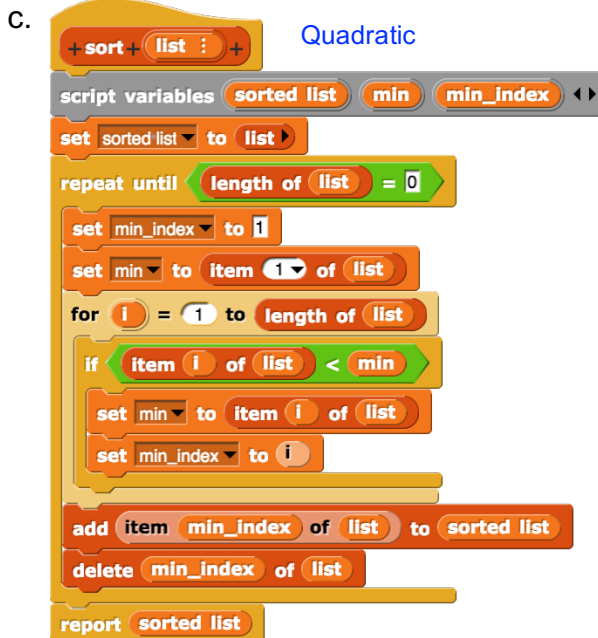 c.
Quadratic
+ sort + list ⋮ +
script variables sorted list min min_index
set sorted list to list
repeat until length of list = 0
set min_index to 1
set min to item 1 of list
for i = 1 to length of list
if item i of list < min
set min to item i of list
set min_index to i
add item min_index of list to sorted list
delete min_index of list
report sorted list